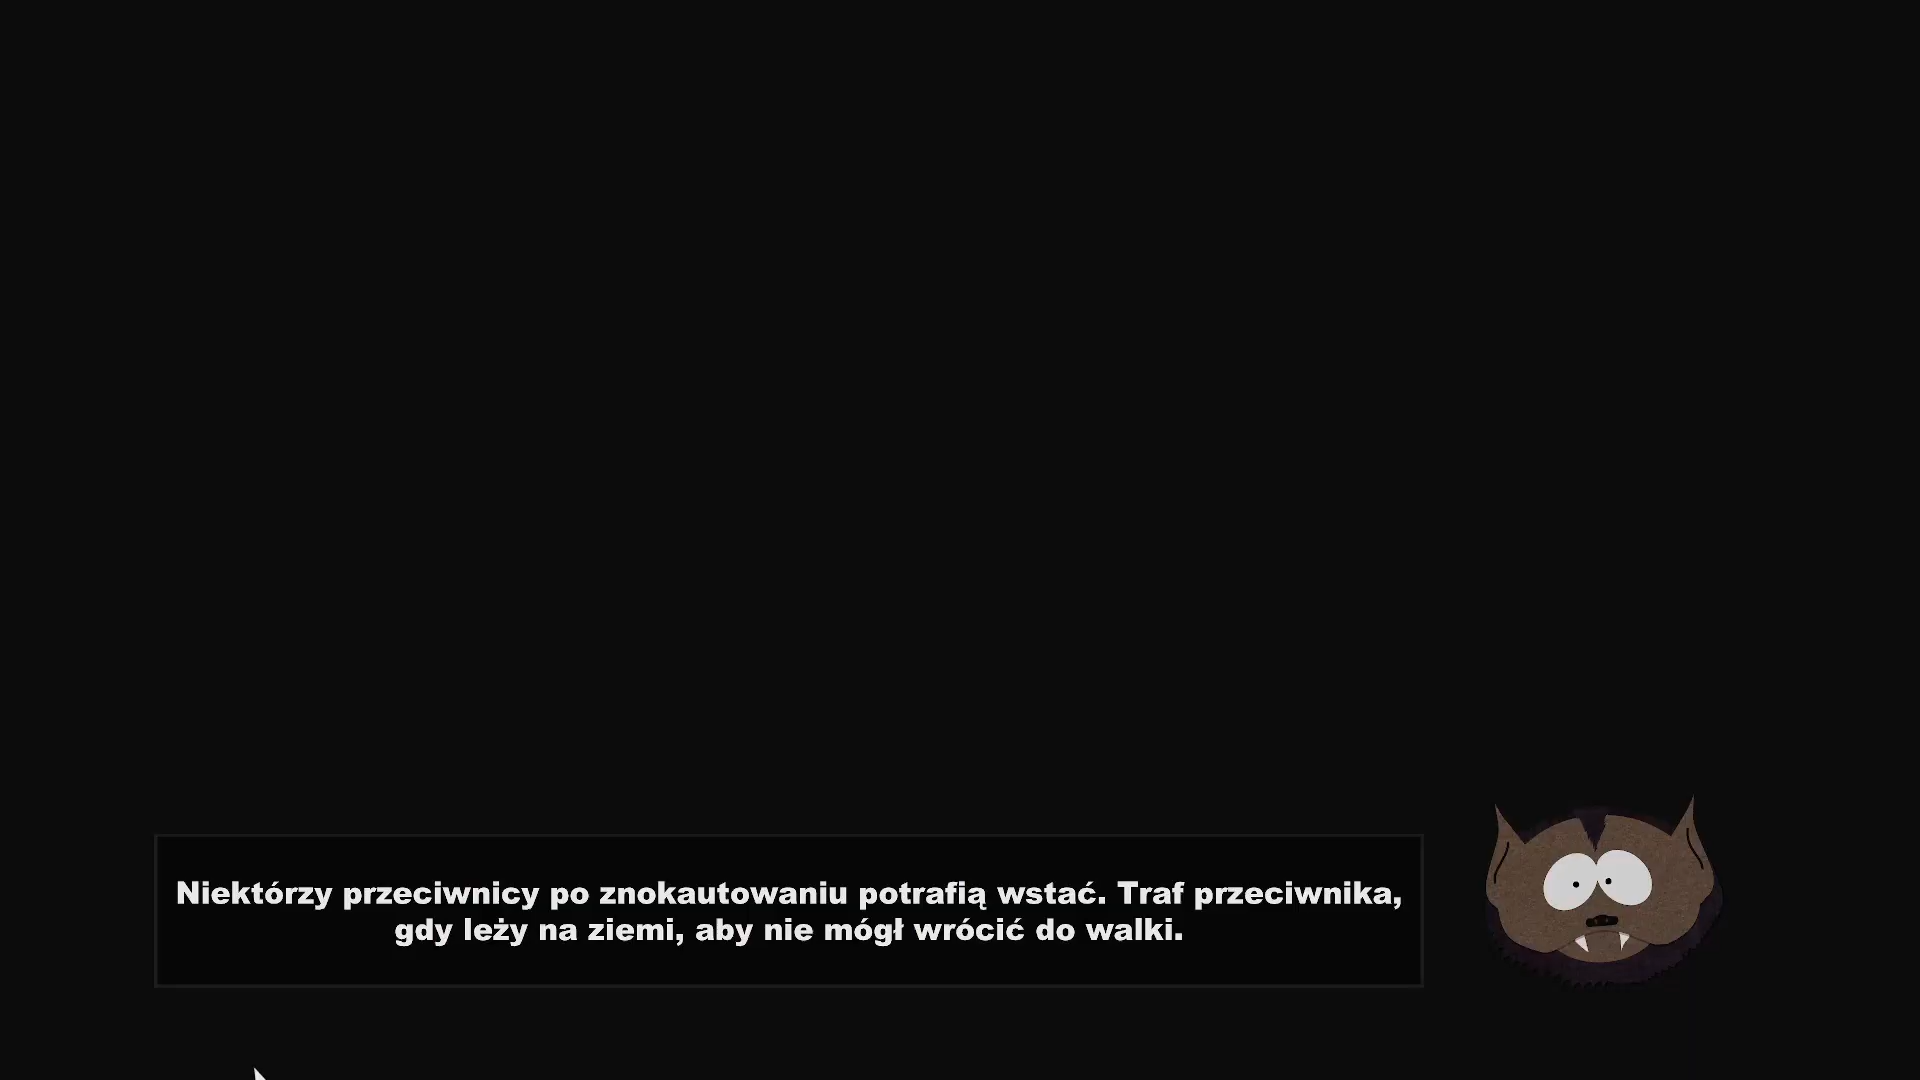 Niektórzy przeciwnicy po znokautowaniu potrafią wstać. Traf przeciwnika,
gdy leży na ziemi, aby nie mógł wrócić do walki.